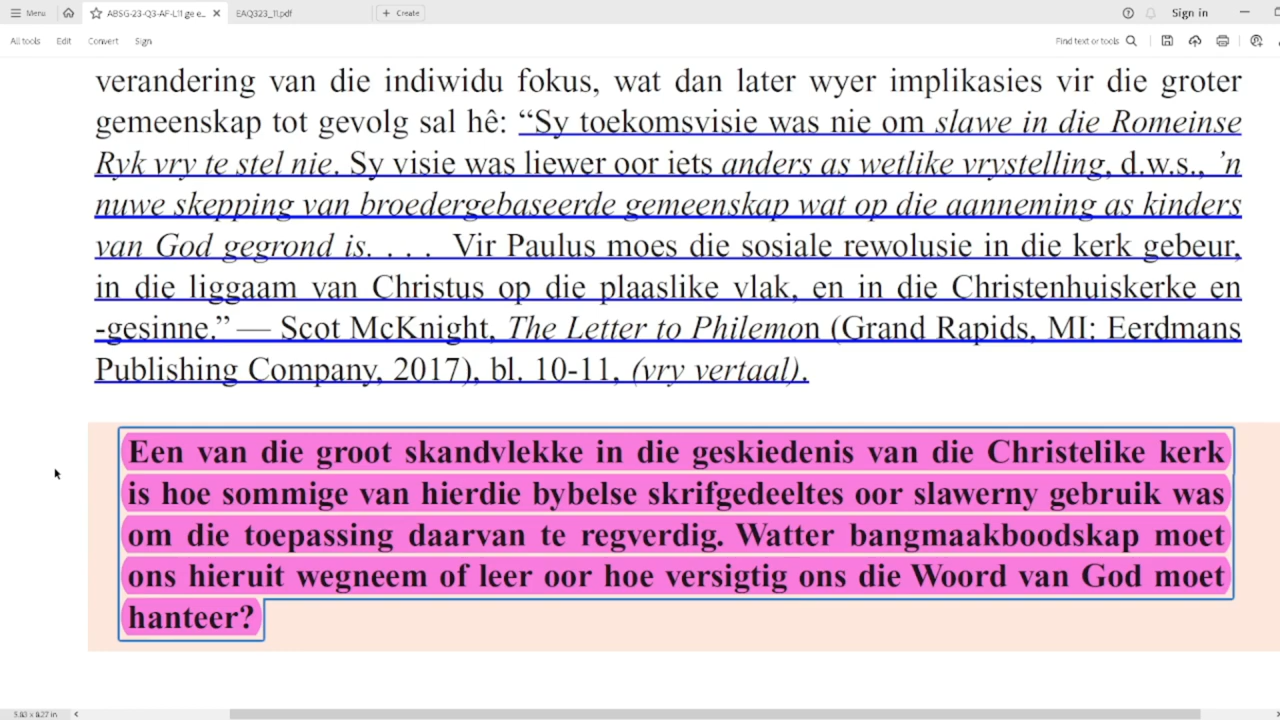 Menu
ABSG-23-Q3-AF-L11 ge e...
EAQ323_11.pdf
+ Create
Sign in
All tools Edit Convert Sign
Find text or tools
verandering van die indiwidu fokus, wat dan later wyer implikasies vir die groter
gemeenskap tot gevolg sal hê: “Sy toekomsvisie was nie om slawe in die Romeinse
Ryk vry te stel nie. Sy visie was liewer oor iets anders as wetlike vrystelling, d.w.s., ’n
nuwe skepping van broedergebaseerde gemeenskap wat op die aanneming as kinders
van God gegrond is. . . . Vir Paulus moes die sosiale rewolusie in die kerk gebeur,
in die liggaam van Christus op die plaaslike vlak, en in die Christenhuiskerke en
-gesinne.” — Scot McKnight, The Letter to Philemon (Grand Rapids, MI: Eerdmans
Publishing Company, 2017), bl. 10-11, (vry vertaal).
Een van die groot skandvlekke in die geskiedenis van die Christelike kerk
is hoe sommige van hierdie bybelse skrifgedeeltes oor slawerny gebruik was
om die toepassing daarvan te regverdig. Watter bangmaakboodskap moet
ons hieruit wegneem of leer oor hoe versigtig ons die Woord van God moet
hanteer?